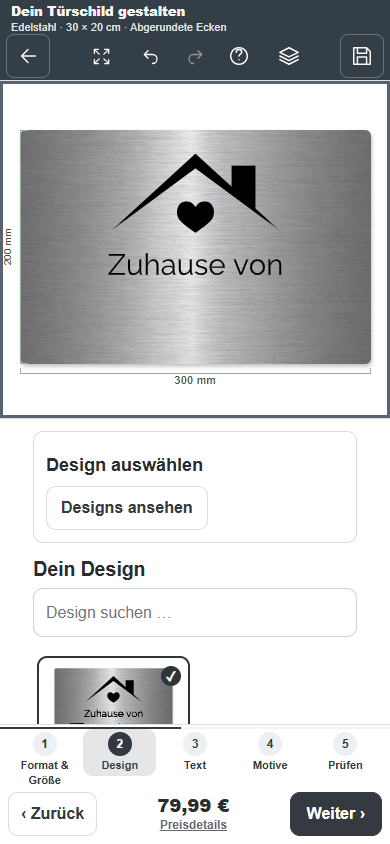 Dein Türschild gestalten
Edelstahl · 30 × 20 cm · Abgerundete Ecken
Zuhause von
200 mm
300 mm
Design auswählen
Designs ansehen
Dein Design
Design suchen …
Zuhause von
1
Format &
Größe
2
Design
3
Text
4
Motive
5
Prüfen
‹ Zurück
79,99 €
Preisdetails
Weiter ›